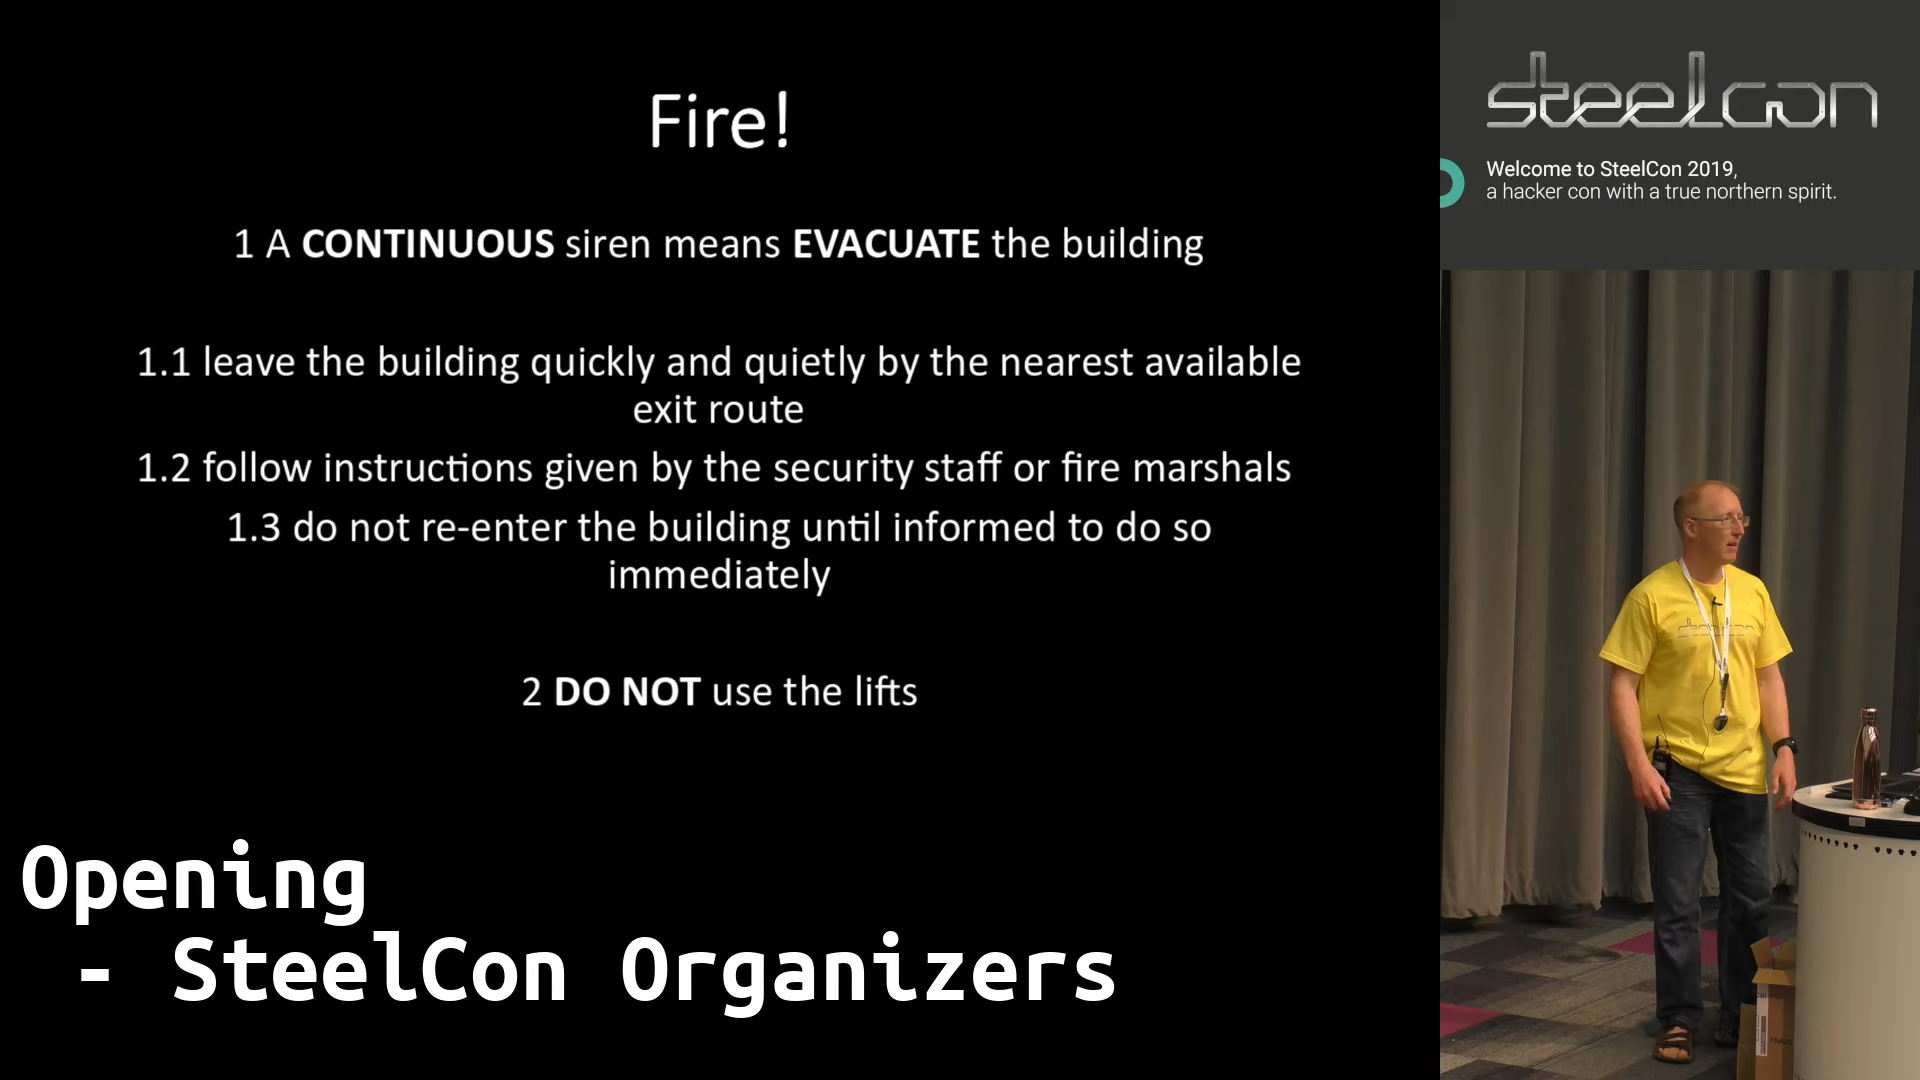 Fire!
1 A CONTINUOUS siren means EVACUATE the building
1.1 leave the building quickly and quietly by the nearest available
exit route
1.2 follow instructions given by the security staff or fire marshals
1.3 do not re-enter the building until informed to do so
immediately
2 DO NOT use the lifts
Opening
- SteelCon Organizers
steelcon
Welcome to SteelCon 2019,
a hacker con with a true northern spirit.
steelcon